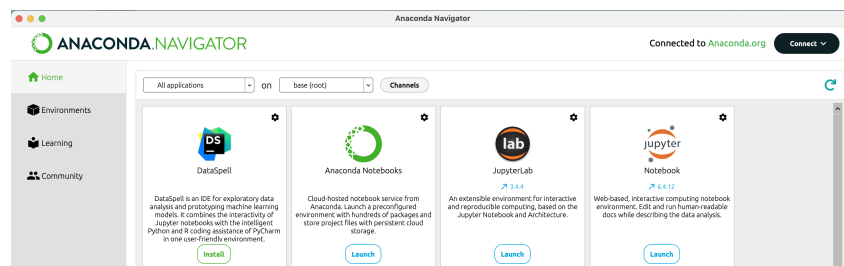 Anaconda Navigator
ANACONDA.NAVIGATOR
Connected to Anaconda.org
Connect
Home
Environments
Learning
Community
All applications
on
base (root)
Channels
DS
DataSpell
DataSpell is an IDE for exploratory data
analysis and prototyping machine learning
models. It combines the interactivity of
Jupyter notebooks with the intelligent
Python and R coding assistance of PyCharm
in one user-friendly environment.
Install
Anaconda Notebooks
Cloud-hosted notebook service from
Anaconda. Launch a preconfigured
environment with hundreds of packages and
store project files with persistent cloud
storage.
Launch
lab
JupyterLab
3.4.4
An extensible environment for interactive
and reproducible computing, based on the
Jupyter Notebook and Architecture.
Launch
jupyter
Notebook
6.4.12
Web-based, interactive computing notebook
environment. Edit and run human-readable
docs while describing the data analysis.
Launch